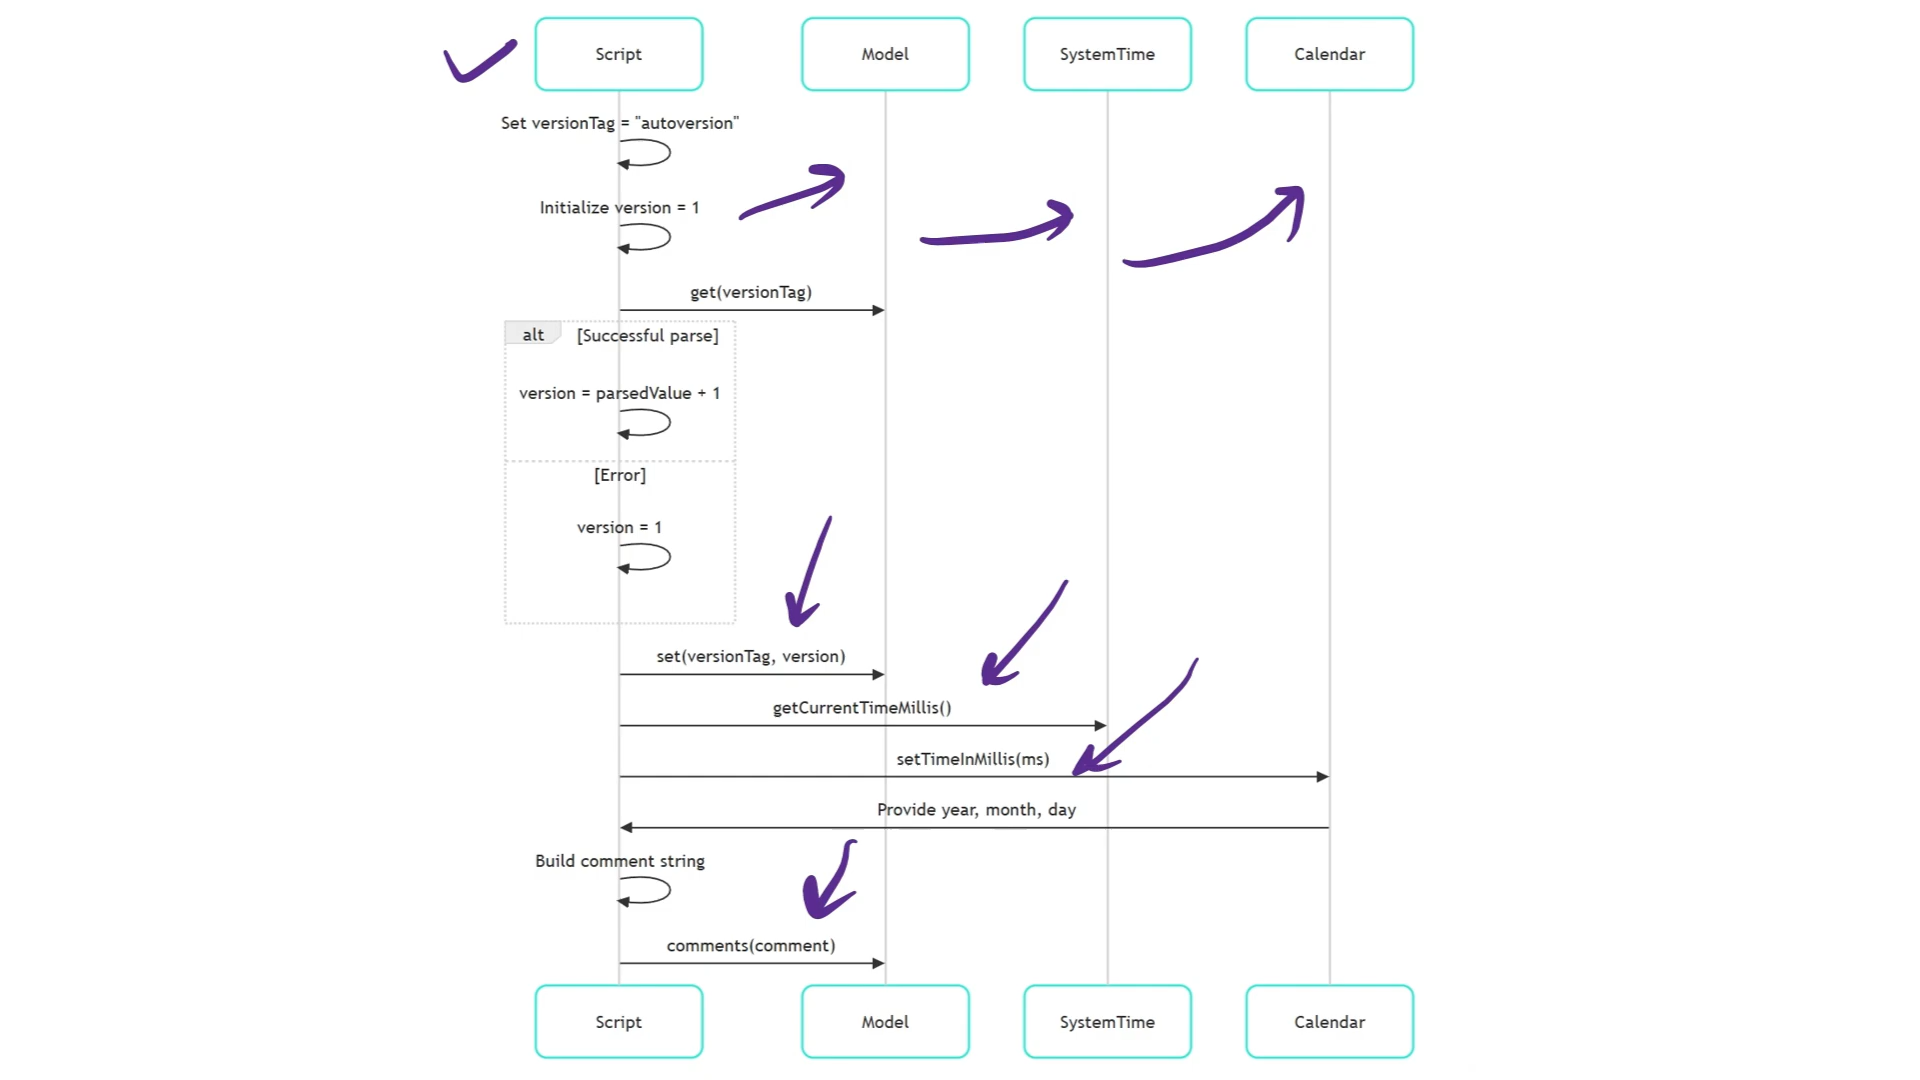 Script
Model
SystemTime
Calendar
Set versionTag = "autoversion"
Initialize version = 1
get(versionTag)
alt
[Successful parse]
version = parsedValue + 1
[Error]
version = 1
set(versionTag, version)
getCurrentTimeMillis()
setTimeInMillis(ms)
Provide year, month, day
Build comment string
comments(comment)
Script
Model
SystemTime
Calendar